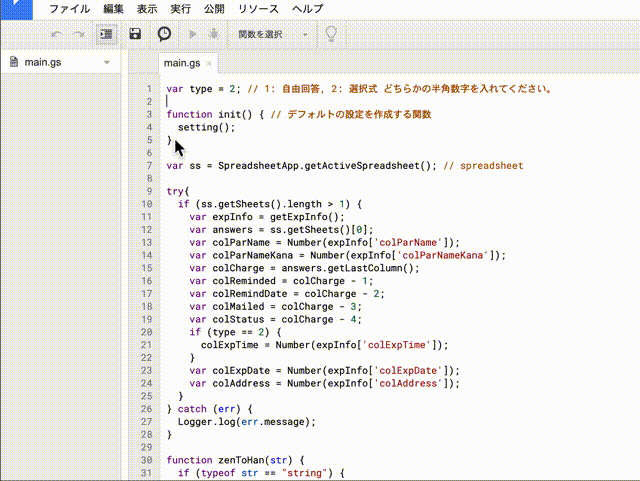 ファイル 編集 表示 実行 公開 リソース ヘルプ
関数を選択
main.gs
main.gs ×
1 var type = 2; // 1: 自由回答, 2: 選択式 どちらかの半角数字を入れてください。
2
3 function init() { // デフォルトの設定を作成する関数
4 setting();
5 }
6
7 var ss = SpreadsheetApp.getActiveSpreadsheet(); // spreadsheet
8
9 try{
10 if (ss.getSheets().length > 1) {
11 var expInfo = getExpInfo();
12 var answers = ss.getSheets()[0];
13 var colParName = Number(expInfo['colParName']);
14 var colParNameKana = Number(expInfo['colParNameKana']);
15 var colCharge = answers.getLastColumn();
16 var colReminded = colCharge - 1;
17 var colRemindDate = colCharge - 2;
18 var colMailed = colCharge - 3;
19 var colStatus = colCharge - 4;
20 if (type == 2) {
21 colExpTime = Number(expInfo['colExpTime']);
22 }
23 var colExpDate = Number(expInfo['colExpDate']);
24 var colAddress = Number(expInfo['colAddress']);
25 }
26 } catch (err) {
27 Logger.log(err.message);
28 }
29
30 function zenToHan(str) {
31 if (typeof str == "string") {